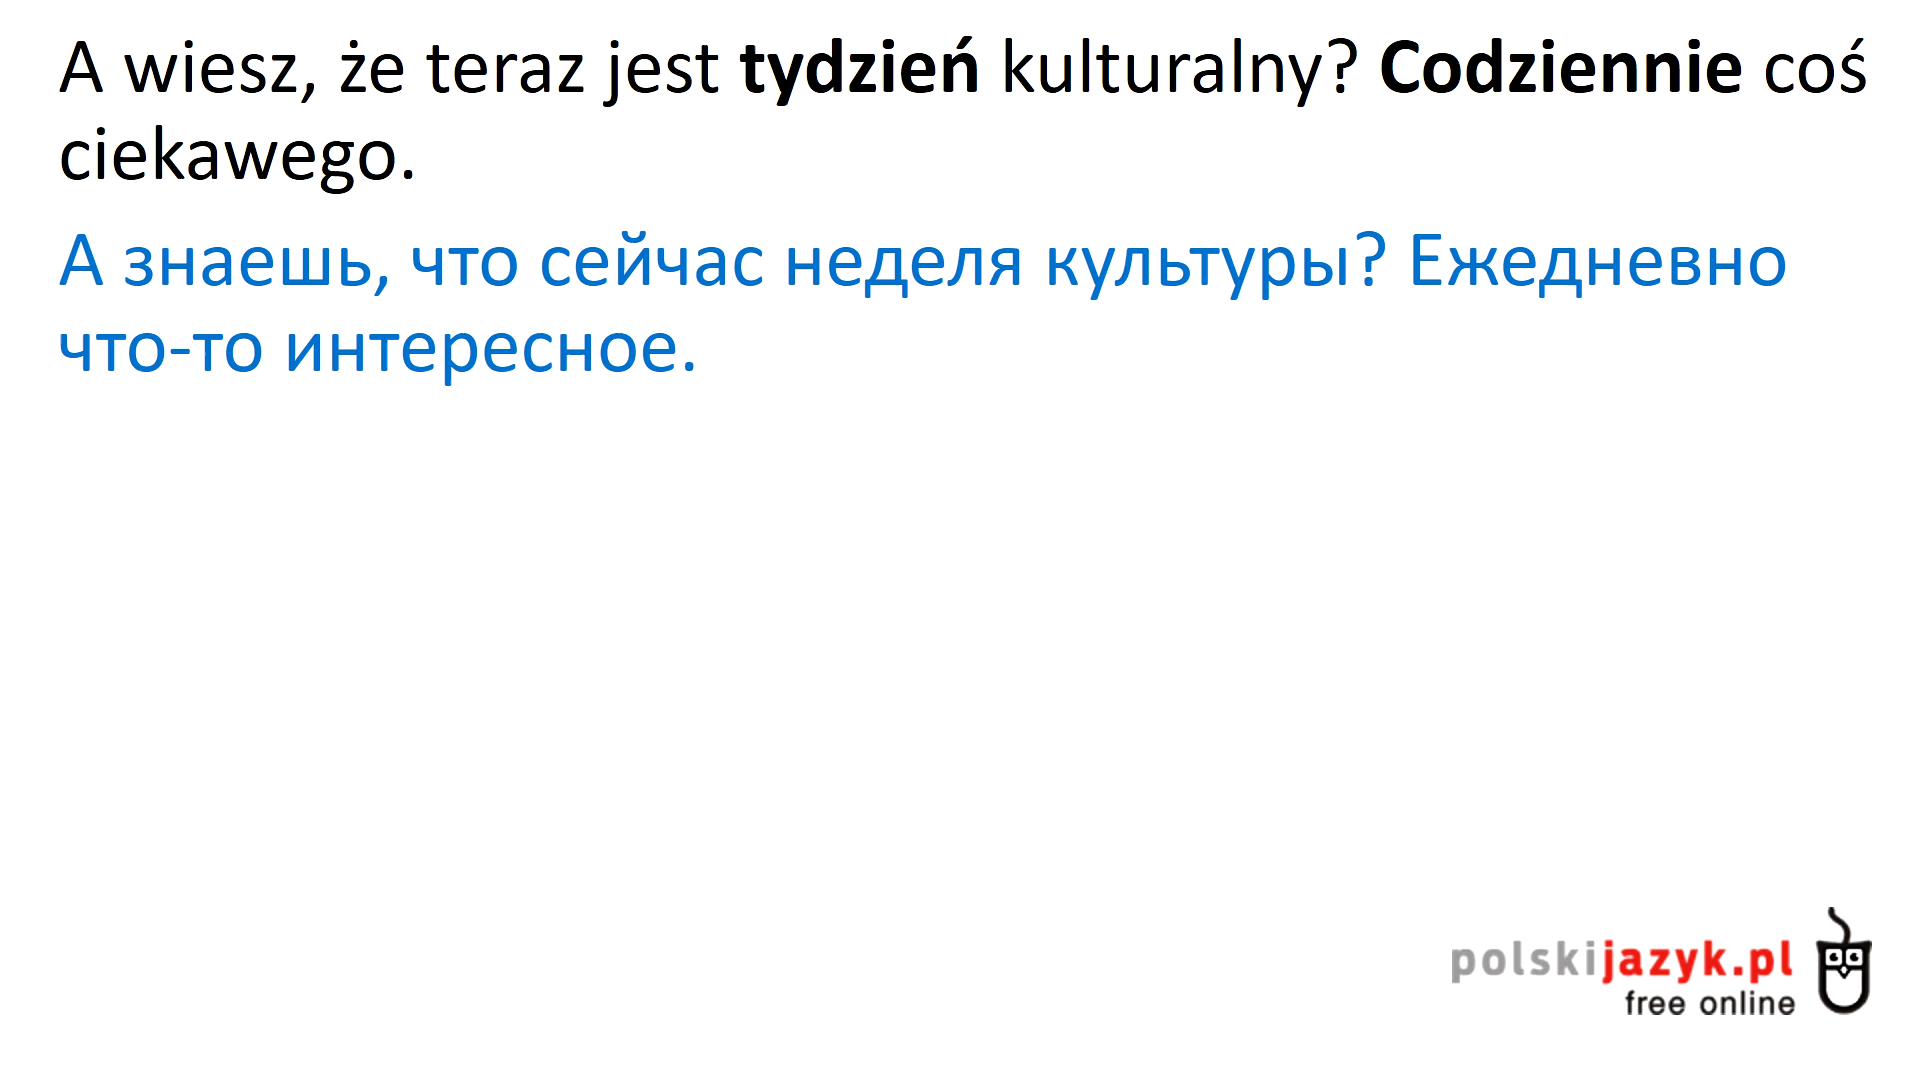 A wiesz, że teraz jest tydzień kulturalny? Codziennie coś
ciekawego.
А знаешь, что сейчас неделя культуры? Ежедневно
что-то интересное.
polskijazyk.pl
free online